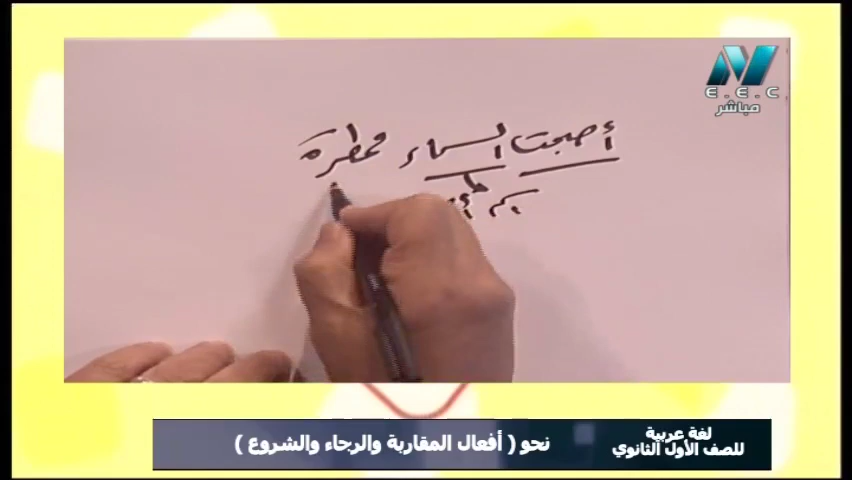 E.E.C
مباشر
أصبحت السماء ممطرة
لغة عربية
للصف الأول الثانوي
نحو ( أفعال المقاربة والرجاء والشروع )